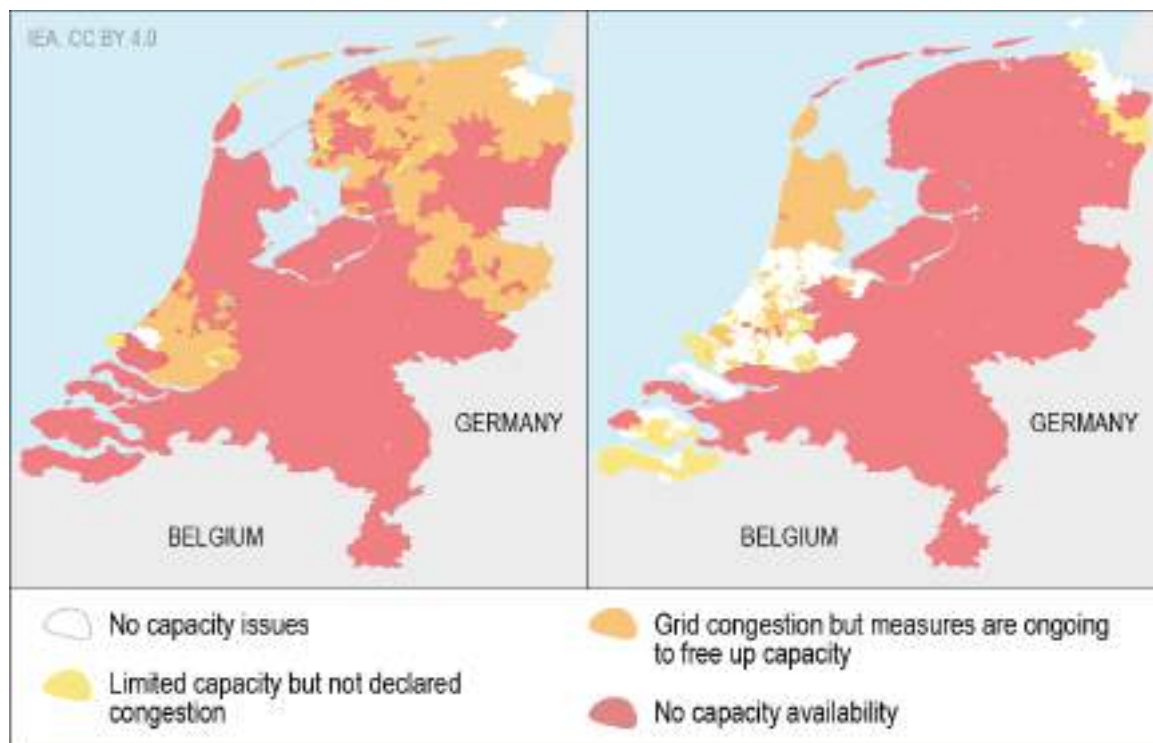 IEA. CC BY 4.0
GERMANY
BELGIUM
GERMANY
BELGIUM
No capacity issues
Limited capacity but not declared
congestion
Grid congestion but measures are ongoing
to free up capacity
No capacity availability